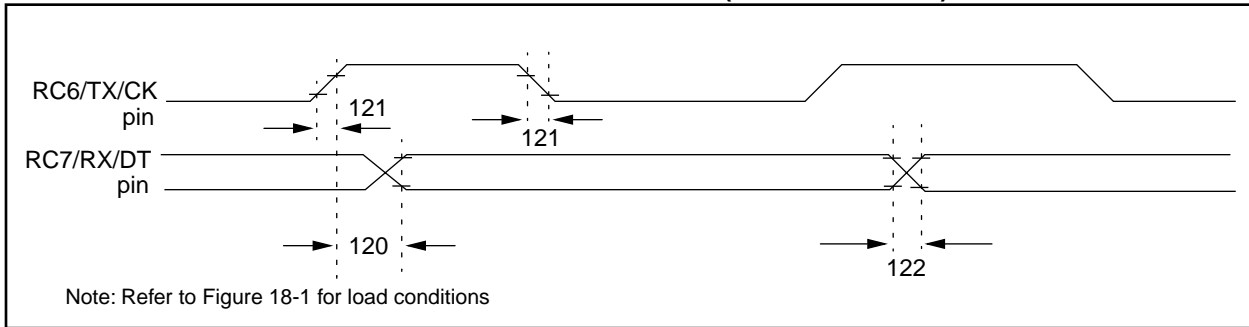 RC6/TX/CK
pin
121
121
RC7/RX/DT
pin
120
122
Note: Refer to Figure 18-1 for load conditions